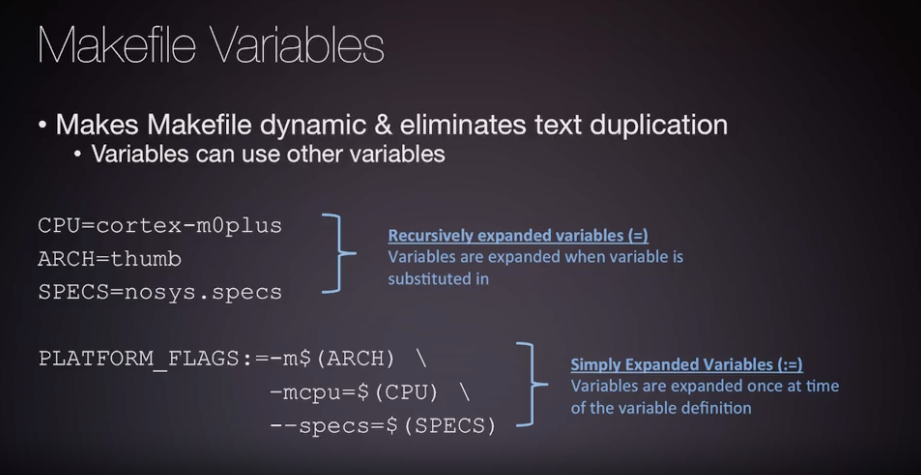 Makefile Variables
• Makes Makefile dynamic & eliminates text duplication
• Variables can use other variables
CPU=cortex-m0plus
ARCH=thumb
SPECS=nosys.specs
Recursively expanded variables (=)
Variables are expanded when variable is
substituted in
PLATFORM_FLAGS:=-m$(ARCH) \
-mcpu=$(CPU) \
--specs=$(SPECS)
Simply Expanded Variables (:=)
Variables are expanded once at time
of the variable definition